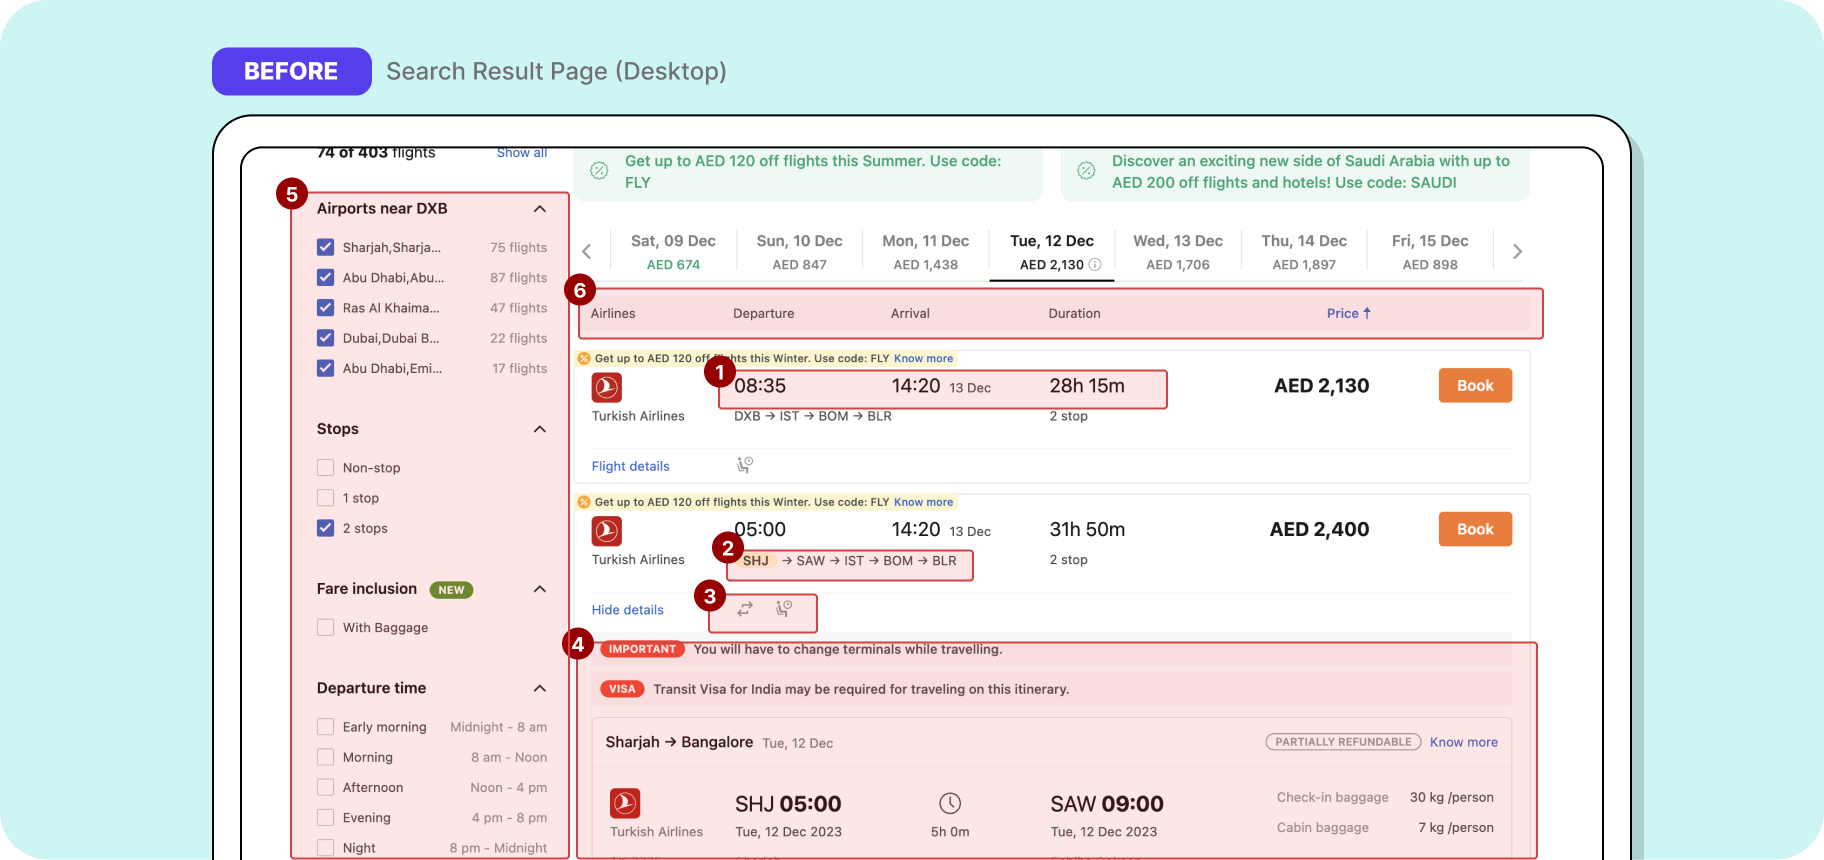 BEFORE Search Result Page (Desktop)
74 of 403 flights Show all
Get up to AED 120 off flights this Summer. Use code:
FLY
Discover an exciting new side of Saudi Arabia with up to
AED 200 off flights and hotels! Use code: SAUDI
5
Airports near DXB
Sharjah,Sharja... 75 flights
Abu Dhabi,Abu... 87 flights
Ras Al Khaima... 47 flights
Dubai,Dubai B... 22 flights
Abu Dhabi,Emi... 17 flights
Stops
Non-stop
1 stop
2 stops
Fare inclusion NEW
With Baggage
Departure time
Early morning Midnight - 8 am
Morning 8 am - Noon
Afternoon Noon - 4 pm
Evening 4 pm - 8 pm
Night 8 pm - Midnight
Sat, 09 Dec Sun, 10 Dec Mon, 11 Dec Tue, 12 Dec Wed, 13 Dec Thu, 14 Dec Fri, 15 Dec
AED 674 AED 847 AED 1,438 AED 2,130 AED 1,706 AED 1,897 AED 898
6
Airlines Departure Arrival Duration Price ↑
Get up to AED 120 off flights this Winter. Use code: FLY Know more
1
08:35 14:20 13 Dec 28h 15m AED 2,130 Book
Turkish Airlines DXB → IST → BOM → BLR 2 stop
Flight details
Get up to AED 120 off flights this Winter. Use code: FLY Know more
05:00 14:20 13 Dec 31h 50m AED 2,400 Book
2
Turkish Airlines SHJ → SAW → IST → BOM → BLR 2 stop
3
Hide details
4
IMPORTANT You will have to change terminals while travelling.
VISA Transit Visa for India may be required for traveling on this itinerary.
Sharjah → Bangalore Tue, 12 Dec PARTIALLY REFUNDABLE Know more
SHJ 05:00 SAW 09:00 Check-in baggage 30 kg /person
Turkish Airlines Tue, 12 Dec 2023 5h 0m Tue, 12 Dec 2023 Cabin baggage 7 kg /person